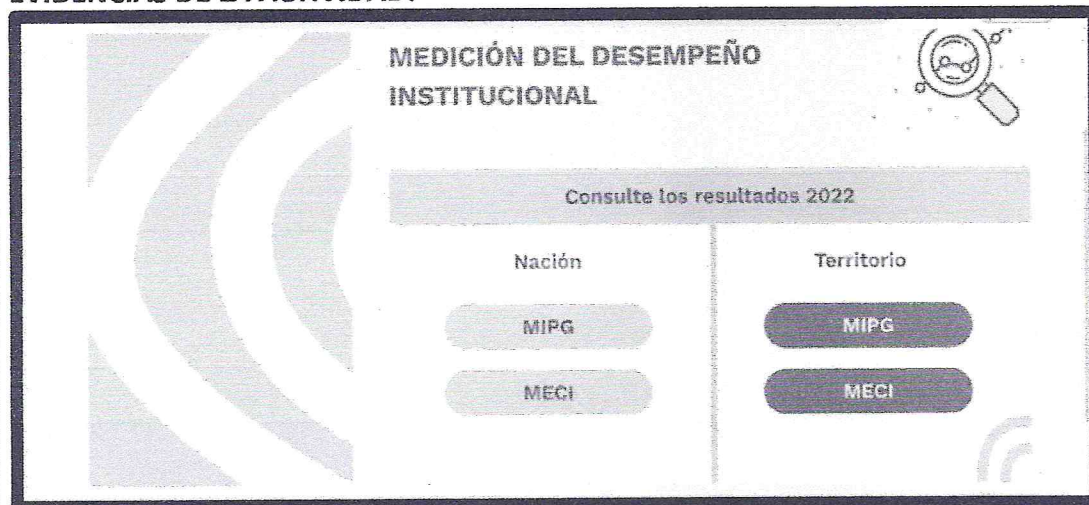 MEDICIÓN DEL DESEMPEÑO
INSTITUCIONAL
Consulte los resultados 2022
Nación
Territorio
MIPG
MIPG
MECI
MECI